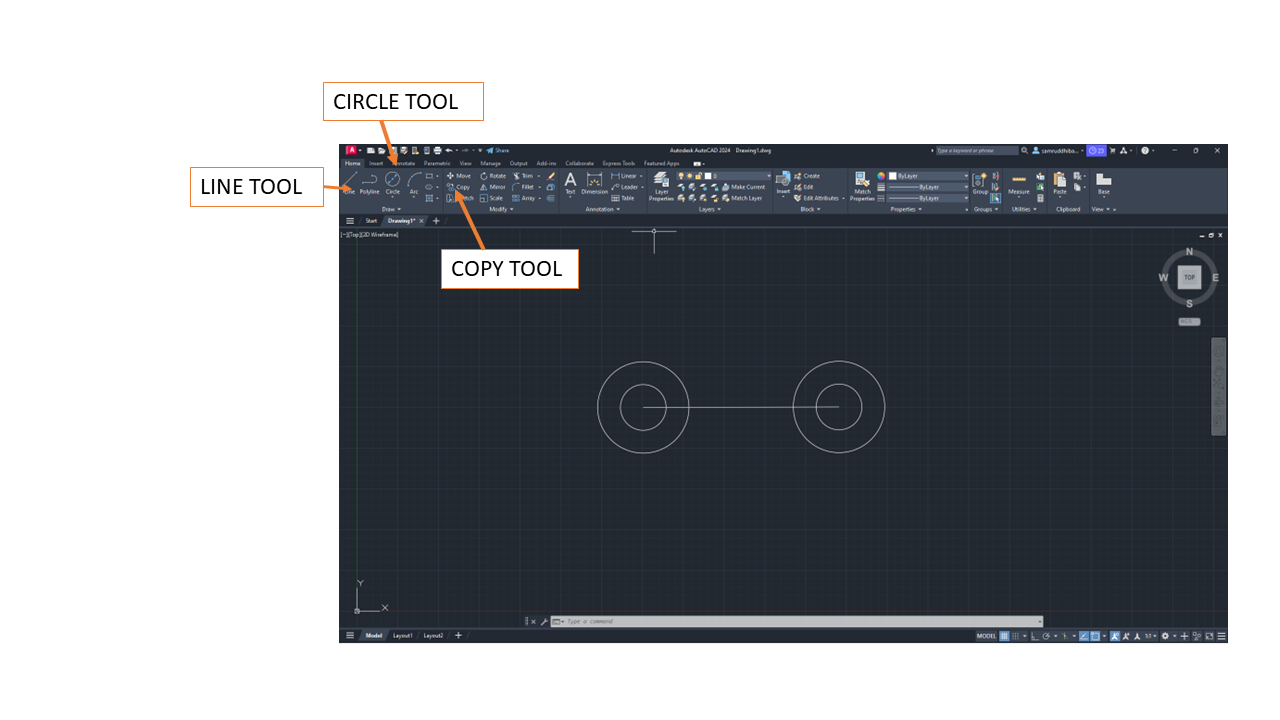 CIRCLE TOOL
LINE TOOL
COPY TOOL
Share
Autodesk AutoCAD 2024 Drawing1.dwg
Type a keyword or phrase
samruddhiba...
23
Home Insert Annotate Parametric View Manage Output Add-ins Collaborate Express Tools Featured Apps
Polyline Circle Arc
Move Rotate Trim
Copy Mirror Fillet
Scale Array
Text Dimension
Linear
Leader
Table
Layer Properties
0
Make Current
Match Layer
Insert
Create
Edit
Edit Attributes
Match Properties
ByLayer
ByLayer
ByLayer
Group
Measure
Paste
Base
Draw Modify Annotation Layers Block Properties Groups Utilities Clipboard View
Start Drawing1*
[−][Top][2D Wireframe]
N
W TOP E
S
Y
X
Type a command
Model Layout1 Layout2
MODEL
1:1